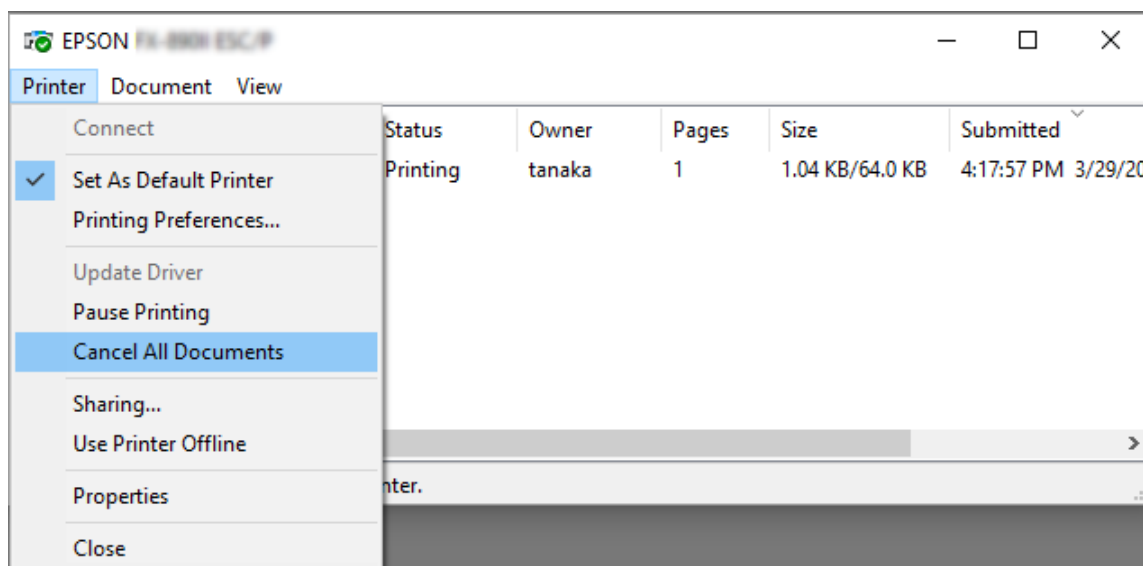 EPSON
Printer Document View
Connect
Status Owner Pages Size Submitted
Set As Default Printer
Printing tanaka 1 1.04 KB/64.0 KB 4:17:57 PM 3/29/20
Printing Preferences...
Update Driver
Pause Printing
Cancel All Documents
Sharing...
Use Printer Offline
Properties
nter.
Close